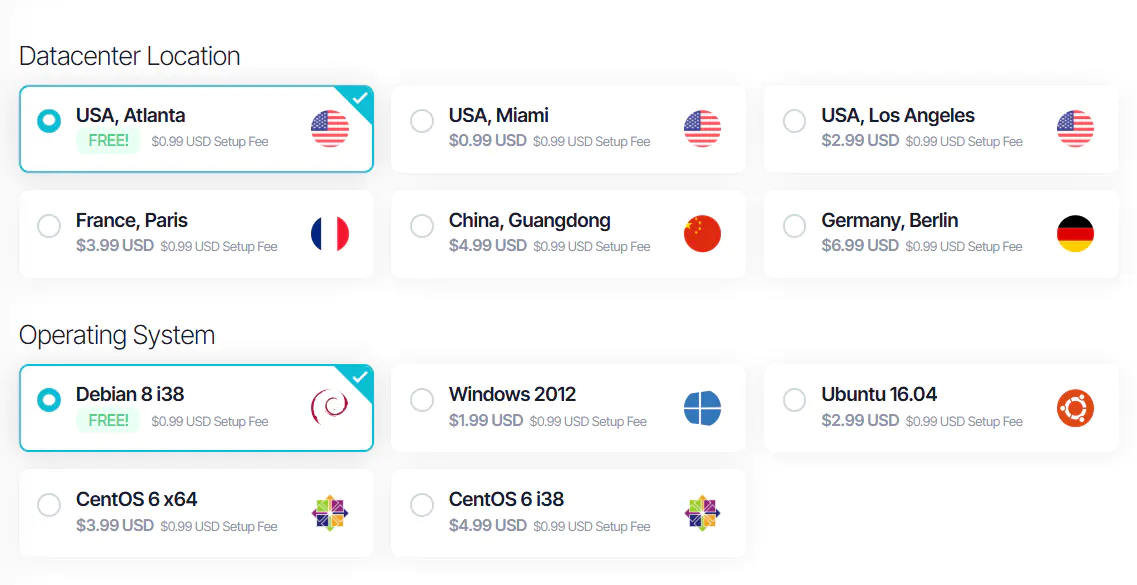 Datacenter Location
USA, Atlanta
FREE! $0.99 USD Setup Fee
USA, Miami
$0.99 USD $0.99 USD Setup Fee
USA, Los Angeles
$2.99 USD $0.99 USD Setup Fee
France, Paris
$3.99 USD $0.99 USD Setup Fee
China, Guangdong
$4.99 USD $0.99 USD Setup Fee
Germany, Berlin
$6.99 USD $0.99 USD Setup Fee
Operating System
Debian 8 i38
FREE! $0.99 USD Setup Fee
Windows 2012
$1.99 USD $0.99 USD Setup Fee
Ubuntu 16.04
$2.99 USD $0.99 USD Setup Fee
CentOS 6 x64
$3.99 USD $0.99 USD Setup Fee
CentOS 6 i38
$4.99 USD $0.99 USD Setup Fee